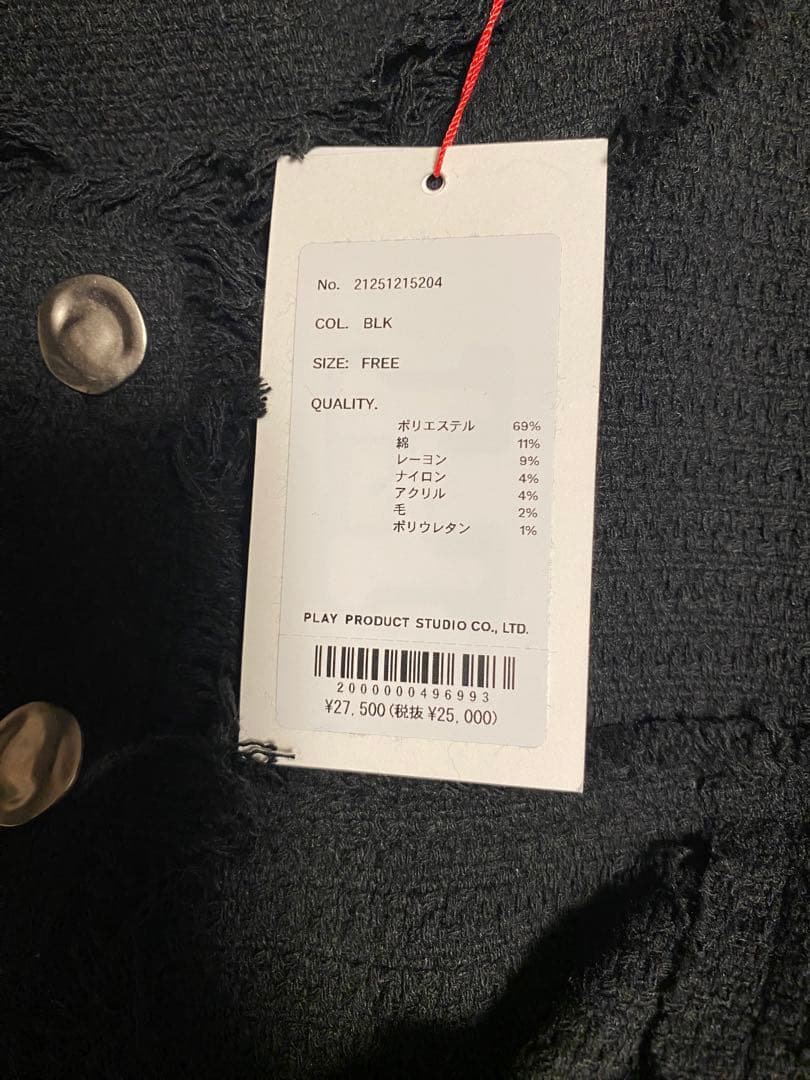 No. 21251215204
COL. BLK
SIZE: FREE
QUALITY.
ポリエステル 69%
綿 11%
レーヨン 9%
ナイロン 4%
アクリル 4%
毛 2%
ポリウレタン 1%
PLAY PRODUCT STUDIO CO., LTD.
2000000496993
¥27,500(税抜 ¥25,000)